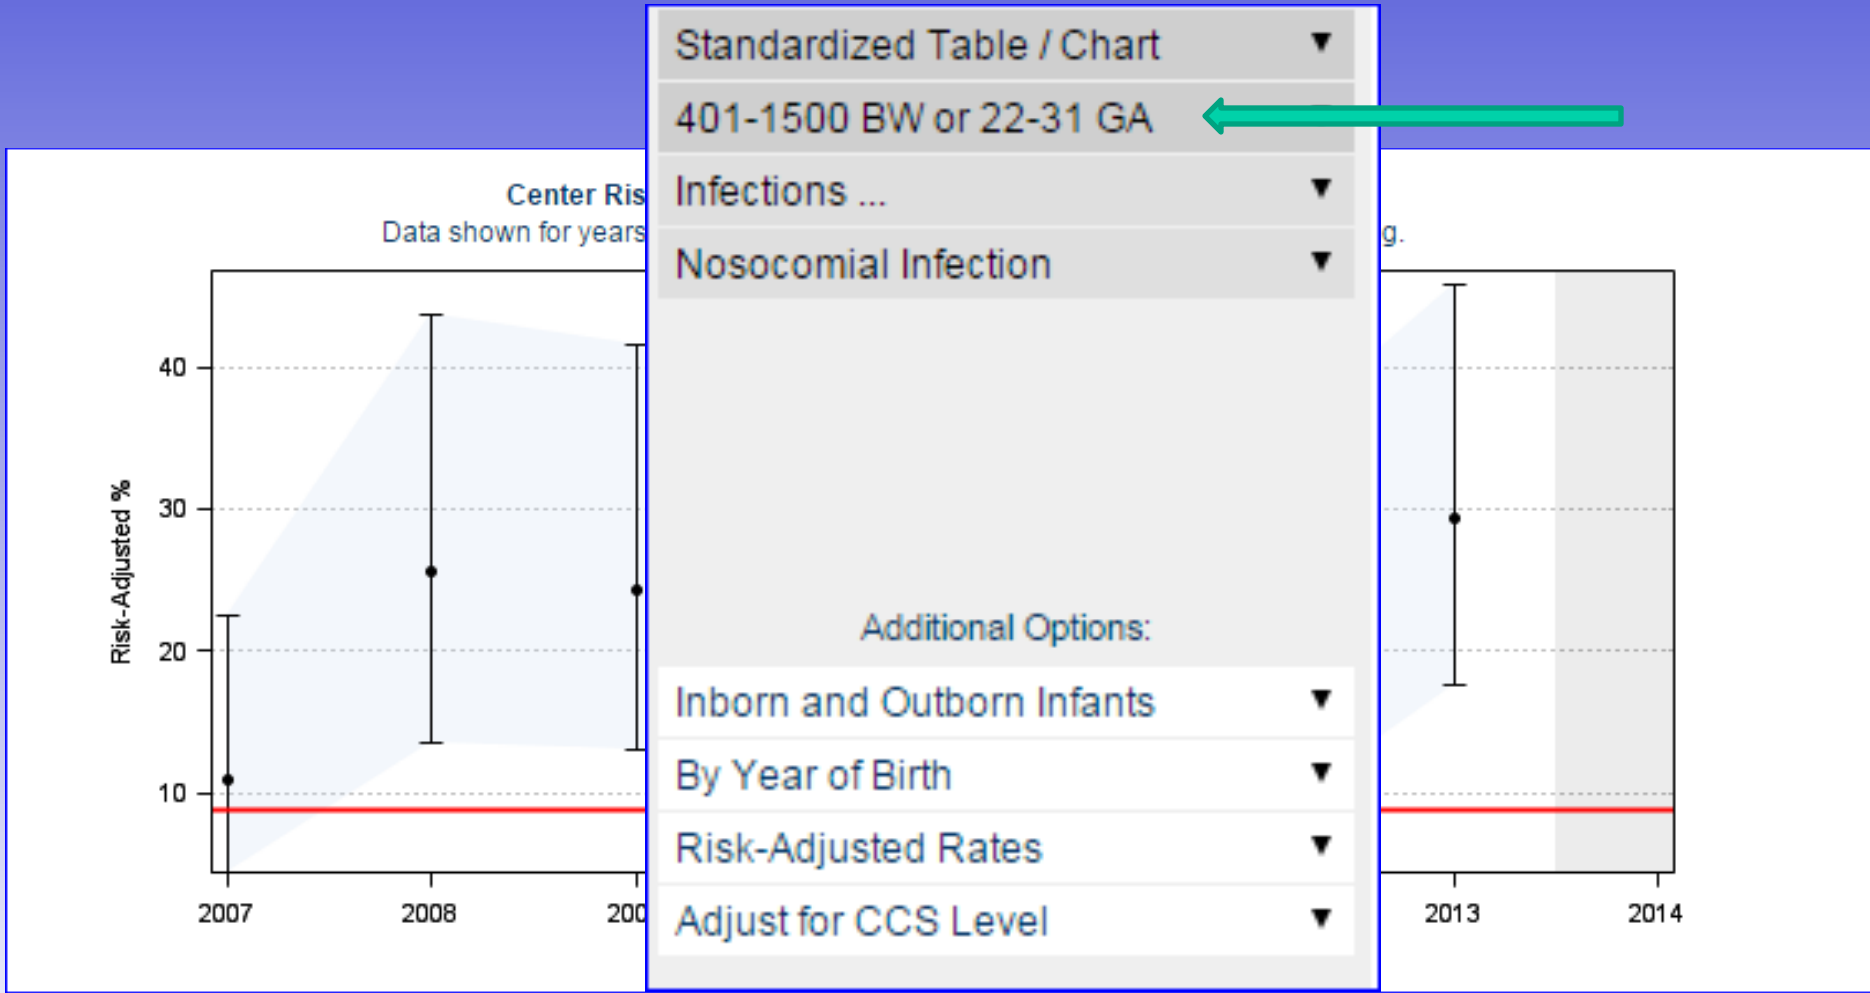 Standardized Table / Chart
401-1500 BW or 22-31 GA
Infections ...
Nosocomial Infection
Additional Options:
Inborn and Outborn Infants
By Year of Birth
Risk-Adjusted Rates
Adjust for CCS Level
Center Ris
Data shown for years
g.
Risk-Adjusted %
40
30
20
10
2007
2008
200
2013
2014